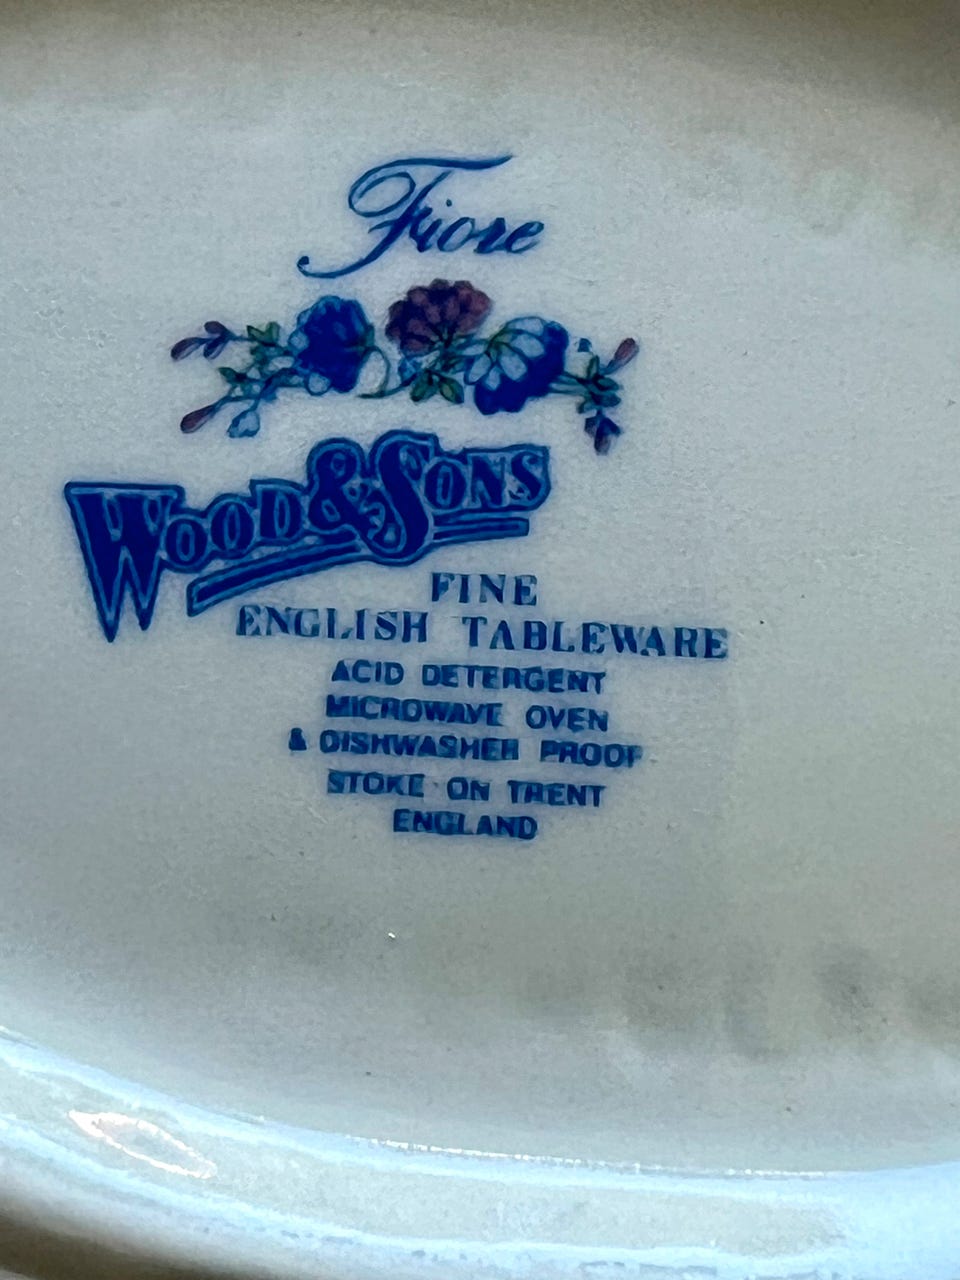 Fiore
WOOD & SONS
FINE
ENGLISH TABLEWARE
ACID DETERGENT
MICROWAVE OVEN
& DISHWASHER PROOF
STOKE ON TRENT
ENGLAND